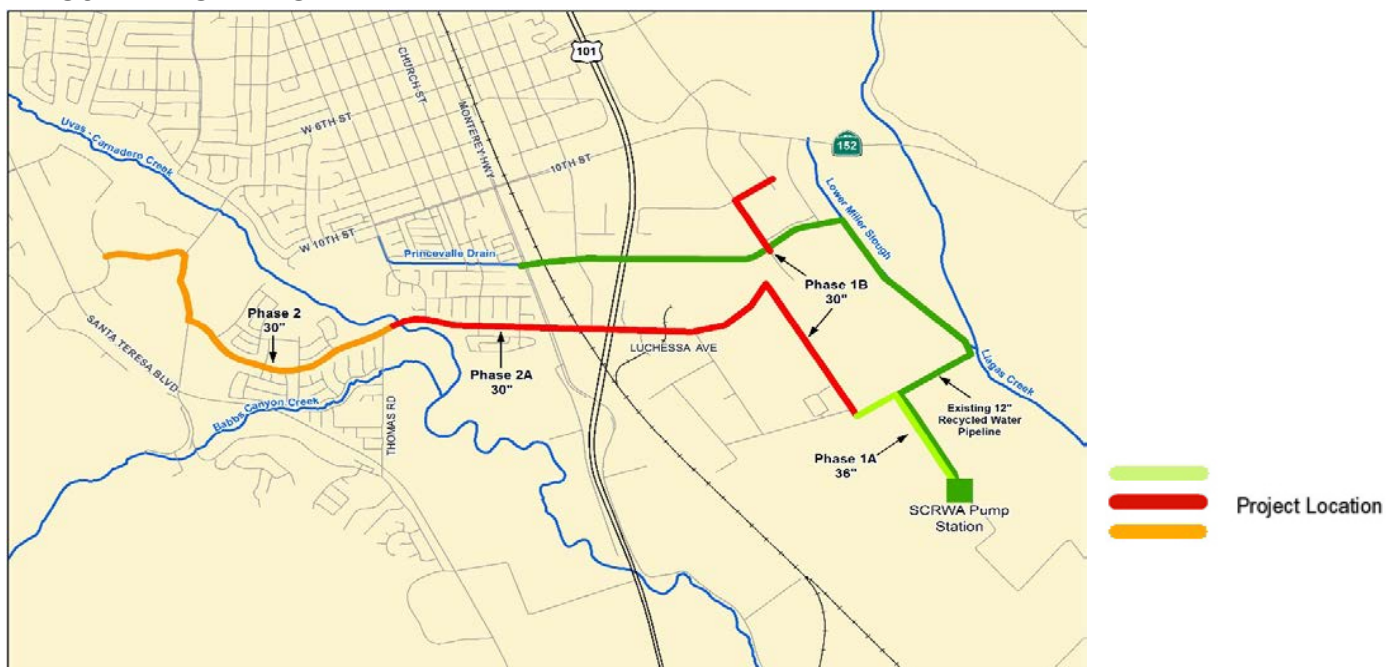 101
Uvas - Carnadero Creek
CHURCH ST
MONTEREY HWY
W 6TH ST
10TH ST
152
Lower Miller Slough
W 10TH ST
Princevalle Drain
Phase 1B
30"
Phase 2
30"
SANTA TERESA BLVD
LUCHESSA AVE
Llagas Creek
Phase 2A
30"
Babbs Canyon Creek
THOMAS RD
Existing 12"
Recycled Water
Pipeline
Phase 1A
36"
SCRWA Pump
Station
Project Location